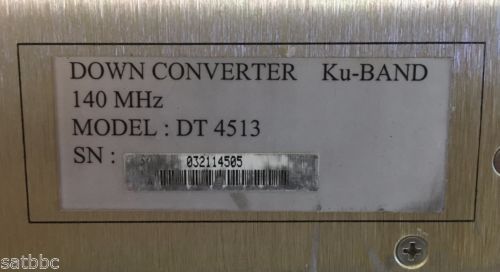 DOWN CONVERTER Ku-BAND
140 MHz
MODEL : DT 4513
SN : 032114505
satbbc